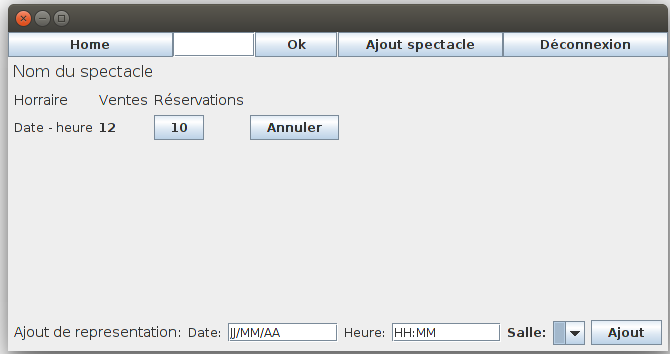 Home Ok Ajout spectacle Déconnexion
Nom du spectacle
Horraire Ventes Réservations
Date - heure 12 10 Annuler
Ajout de representation: Date: JJ/MM/AA Heure: HH:MM Salle: Ajout